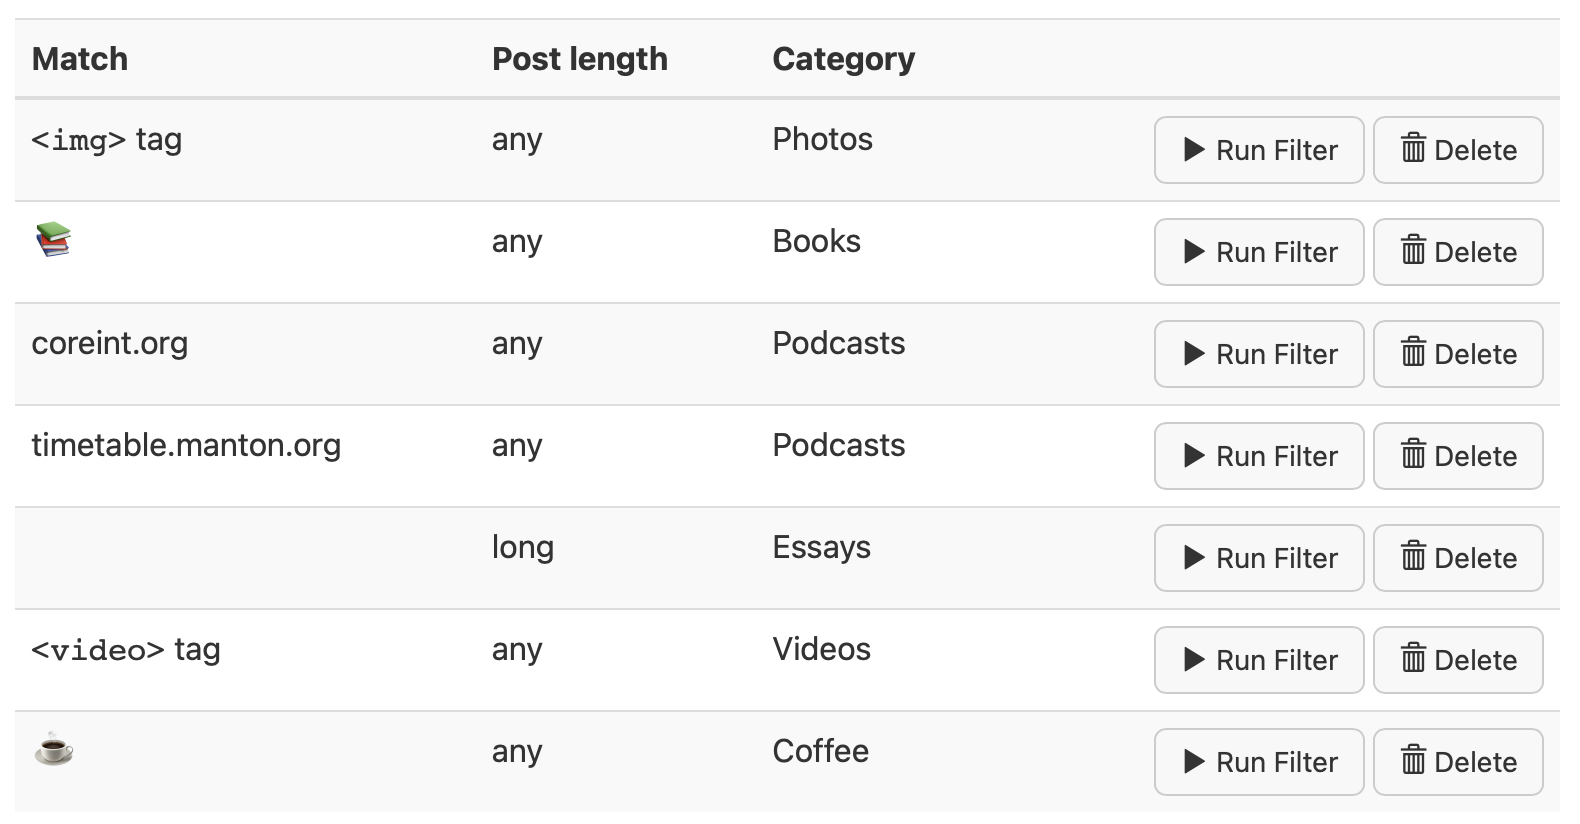 Match Post length Category
<img> tag any Photos Run Filter Delete
📚 any Books Run Filter Delete
coreint.org any Podcasts Run Filter Delete
timetable.manton.org any Podcasts Run Filter Delete
long Essays Run Filter Delete
<video> tag any Videos Run Filter Delete
☕ any Coffee Run Filter Delete